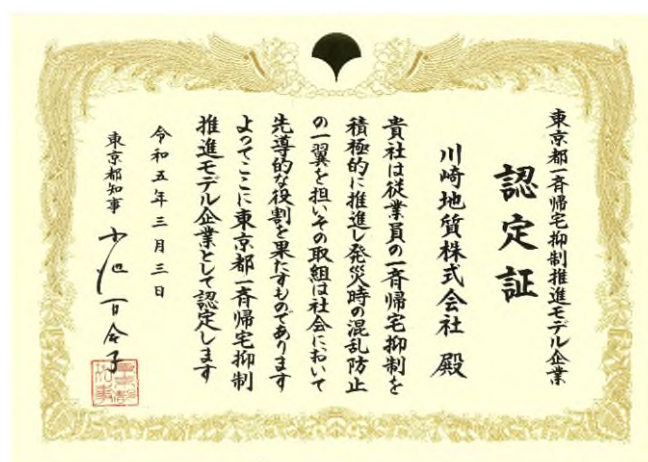 東京都一斉帰宅抑制推進モデル企業
認定証
川崎地質株式会社 殿
貴社は従業員の一斉帰宅抑制を
積極的に推進し発災時の混乱防止
の一翼を担いその取組は社会において
先導的な役割を果たすものであります
よってここに東京都一斉帰宅抑制
推進モデル企業として認定します
令和五年三月三日
東京都知事 小池百合子